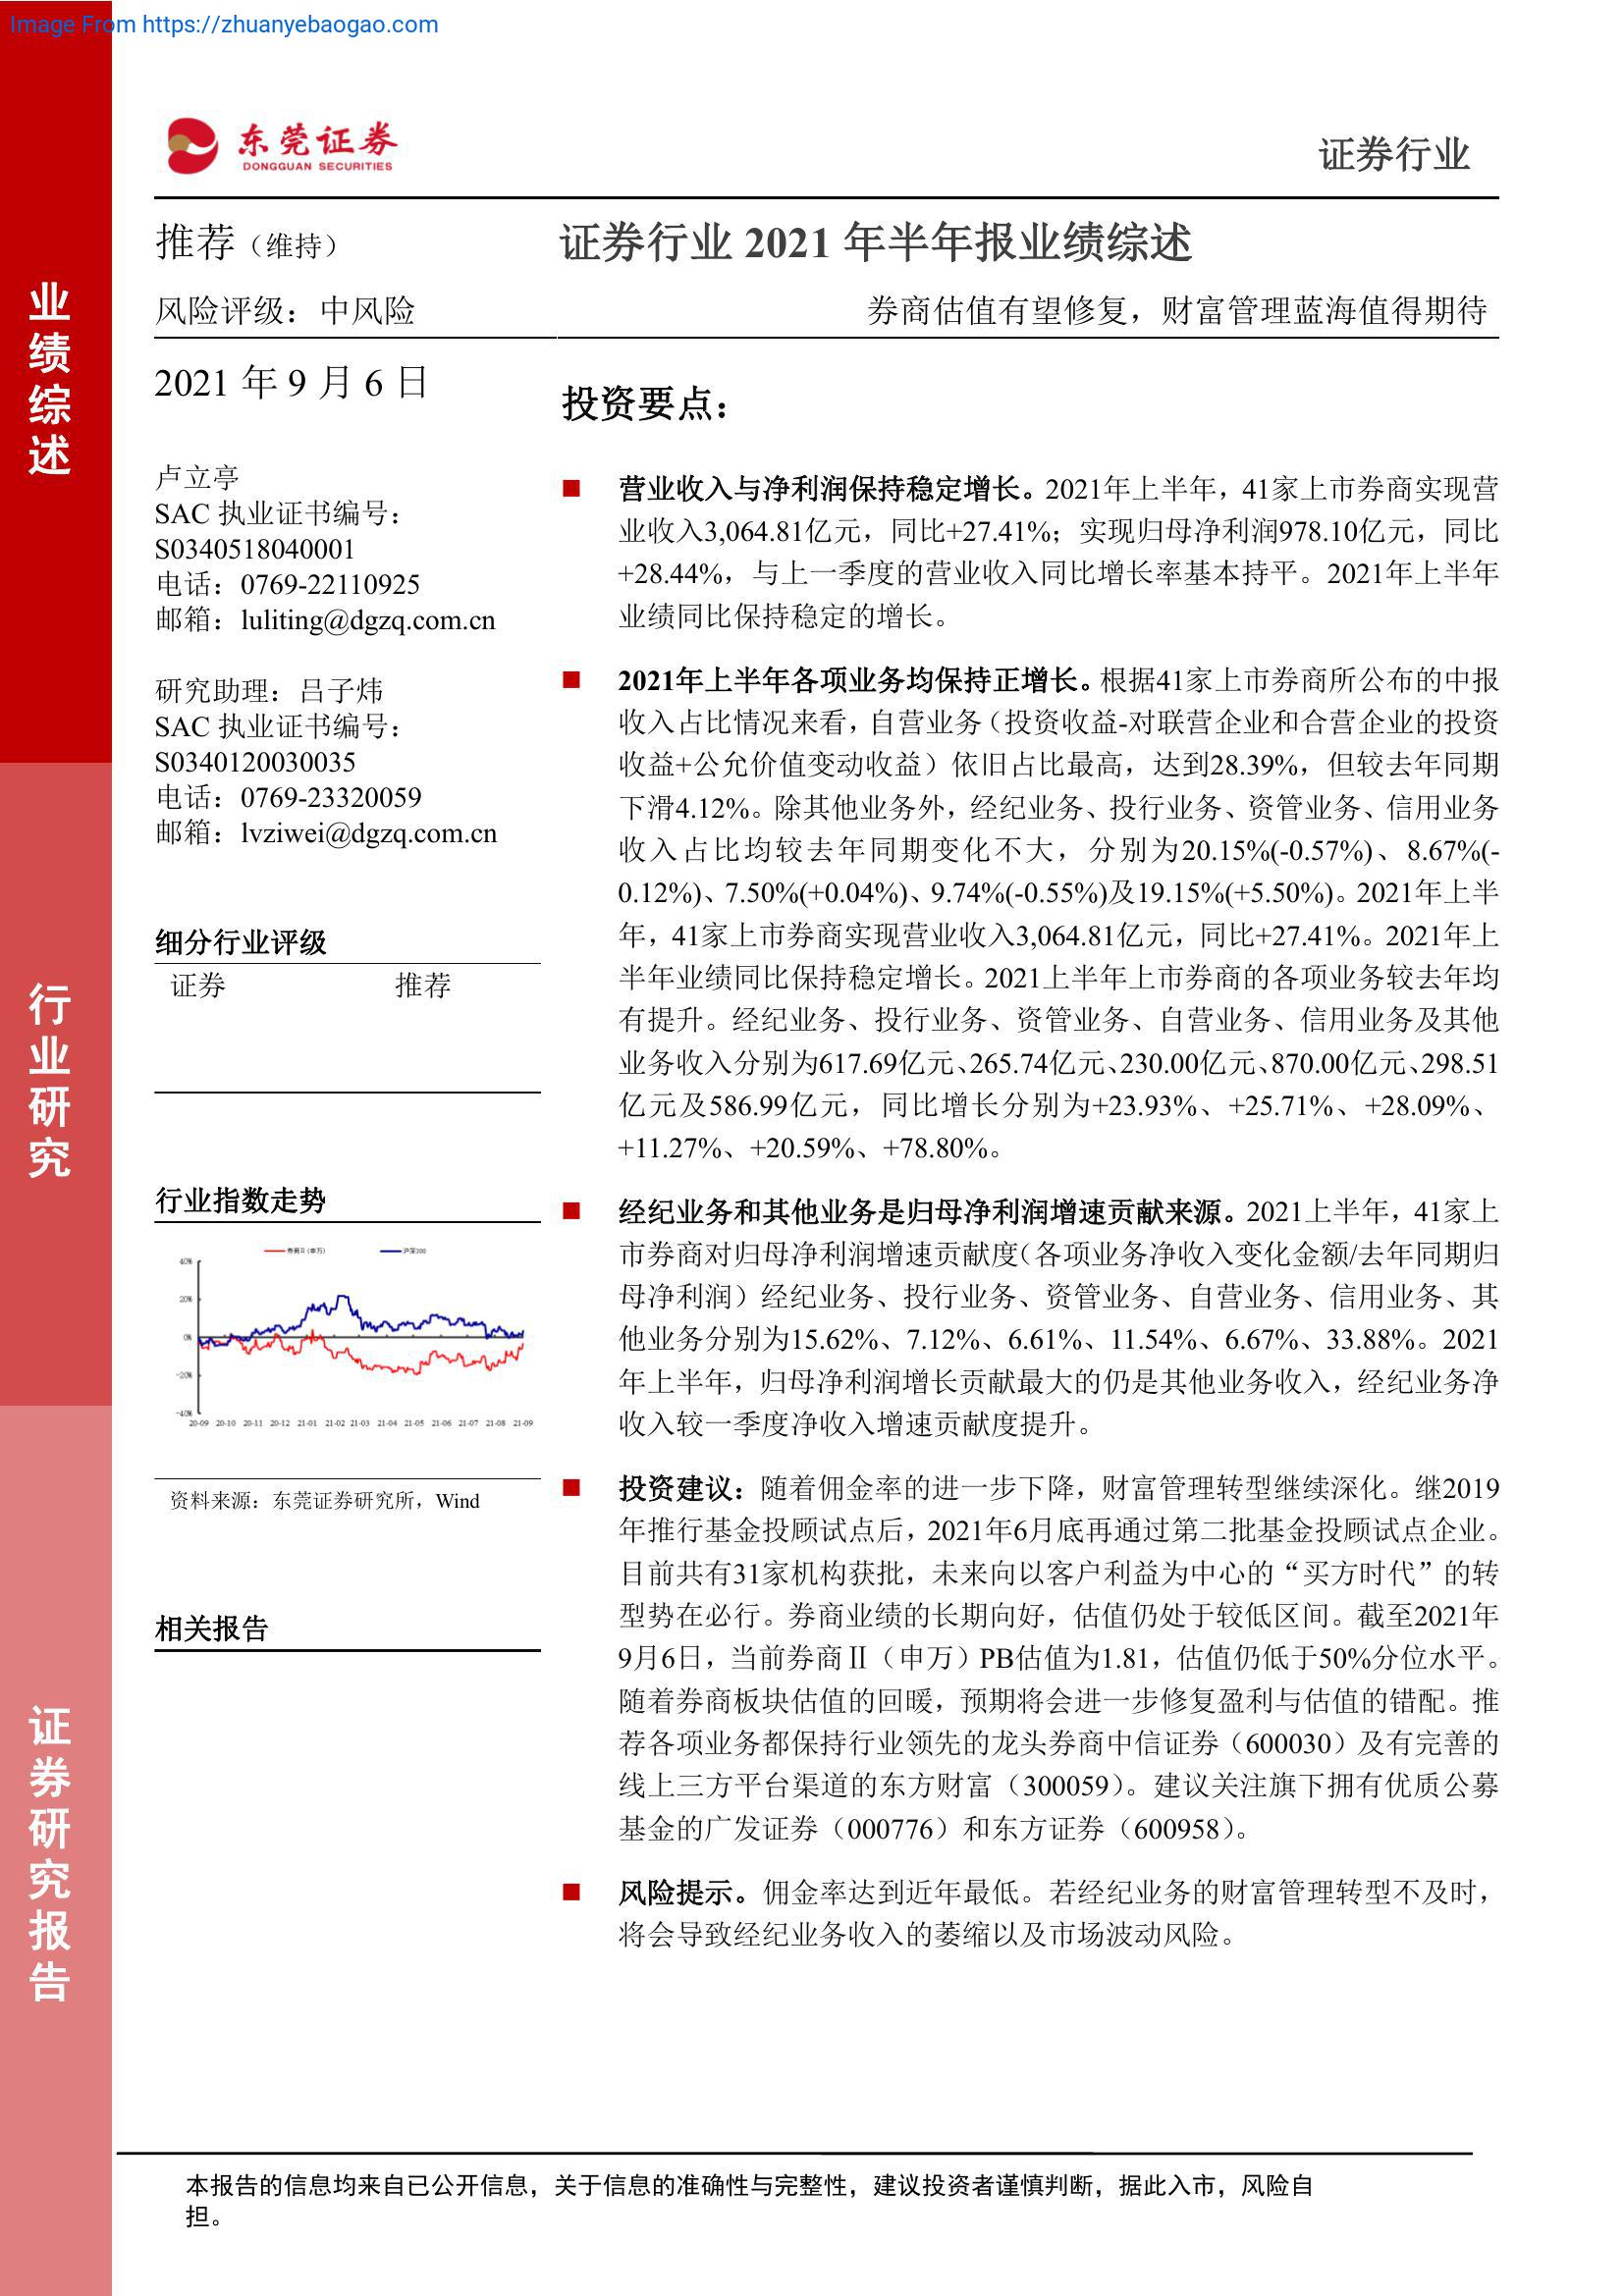 Image From https://zhuanyebaogao.com
东莞证券
DONGGUAN SECURITIES
证券行业
业绩综述
行业研究
证券研究报告
推荐（维持）
风险评级：中风险
2021 年 9 月 6 日
卢立亭
SAC 执业证书编号：
S0340518040001
电话：0769-22110925
邮箱：luliting@dgzq.com.cn
研究助理：吕子炜
SAC 执业证书编号：
S0340120030035
电话：0769-23320059
邮箱：lvziwei@dgzq.com.cn
细分行业评级
证券 推荐
行业指数走势
券商Ⅱ(申万) 沪深300
40%
20%
0%
-20%
-40%
20-09 20-10 20-11 20-12 21-01 21-02 21-03 21-04 21-05 21-06 21-07 21-08 21-09
资料来源：东莞证券研究所，Wind
相关报告
证券行业 2021 年半年报业绩综述
券商估值有望修复，财富管理蓝海值得期待
投资要点：
营业收入与净利润保持稳定增长。2021年上半年，41家上市券商实现营
业收入3,064.81亿元，同比+27.41%；实现归母净利润978.10亿元，同比
+28.44%，与上一季度的营业收入同比增长率基本持平。2021年上半年
业绩同比保持稳定的增长。
2021年上半年各项业务均保持正增长。根据41家上市券商所公布的中报
收入占比情况来看，自营业务（投资收益-对联营企业和合营企业的投资
收益+公允价值变动收益）依旧占比最高，达到28.39%，但较去年同期
下滑4.12%。除其他业务外，经纪业务、投行业务、资管业务、信用业务
收入占比均较去年同期变化不大，分别为20.15%(-0.57%)、8.67%(-
0.12%)、7.50%(+0.04%)、9.74%(-0.55%)及19.15%(+5.50%)。2021年上半
年，41家上市券商实现营业收入3,064.81亿元，同比+27.41%。2021年上
半年业绩同比保持稳定增长。2021上半年上市券商的各项业务较去年均
有提升。经纪业务、投行业务、资管业务、自营业务、信用业务及其他
业务收入分别为617.69亿元、265.74亿元、230.00亿元、870.00亿元、298.51
亿元及586.99亿元，同比增长分别为+23.93%、+25.71%、+28.09%、
+11.27%、+20.59%、+78.80%。
经纪业务和其他业务是归母净利润增速贡献来源。2021上半年，41家上
市券商对归母净利润增速贡献度（各项业务净收入变化金额/去年同期归
母净利润）经纪业务、投行业务、资管业务、自营业务、信用业务、其
他业务分别为15.62%、7.12%、6.61%、11.54%、6.67%、33.88%。2021
年上半年，归母净利润增长贡献最大的仍是其他业务收入，经纪业务净
收入较一季度净收入增速贡献度提升。
投资建议：随着佣金率的进一步下降，财富管理转型继续深化。继2019
年推行基金投顾试点后，2021年6月底再通过第二批基金投顾试点企业。
目前共有31家机构获批，未来向以客户利益为中心的“买方时代”的转
型势在必行。券商业绩的长期向好，估值仍处于较低区间。截至2021年
9月6日，当前券商Ⅱ（申万）PB估值为1.81，估值仍低于50%分位水平。
随着券商板块估值的回暖，预期将会进一步修复盈利与估值的错配。推
荐各项业务都保持行业领先的龙头券商中信证券（600030）及有完善的
线上三方平台渠道的东方财富（300059）。建议关注旗下拥有优质公募
基金的广发证券（000776）和东方证券（600958）。
风险提示。佣金率达到近年最低。若经纪业务的财富管理转型不及时，
将会导致经纪业务收入的萎缩以及市场波动风险。
本报告的信息均来自已公开信息，关于信息的准确性与完整性，建议投资者谨慎判断，据此入市，风险自
担。